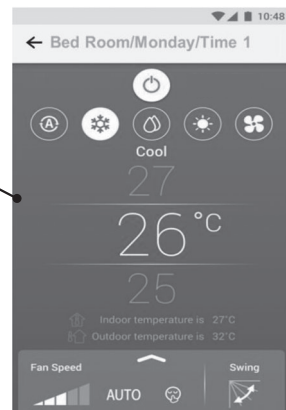 10:48
Bed Room/Monday/Time 1
A
Cool
27
26°C
25
Indoor temperature is 27°C
Outdoor temperature is 32°C
Fan Speed
Swing
AUTO